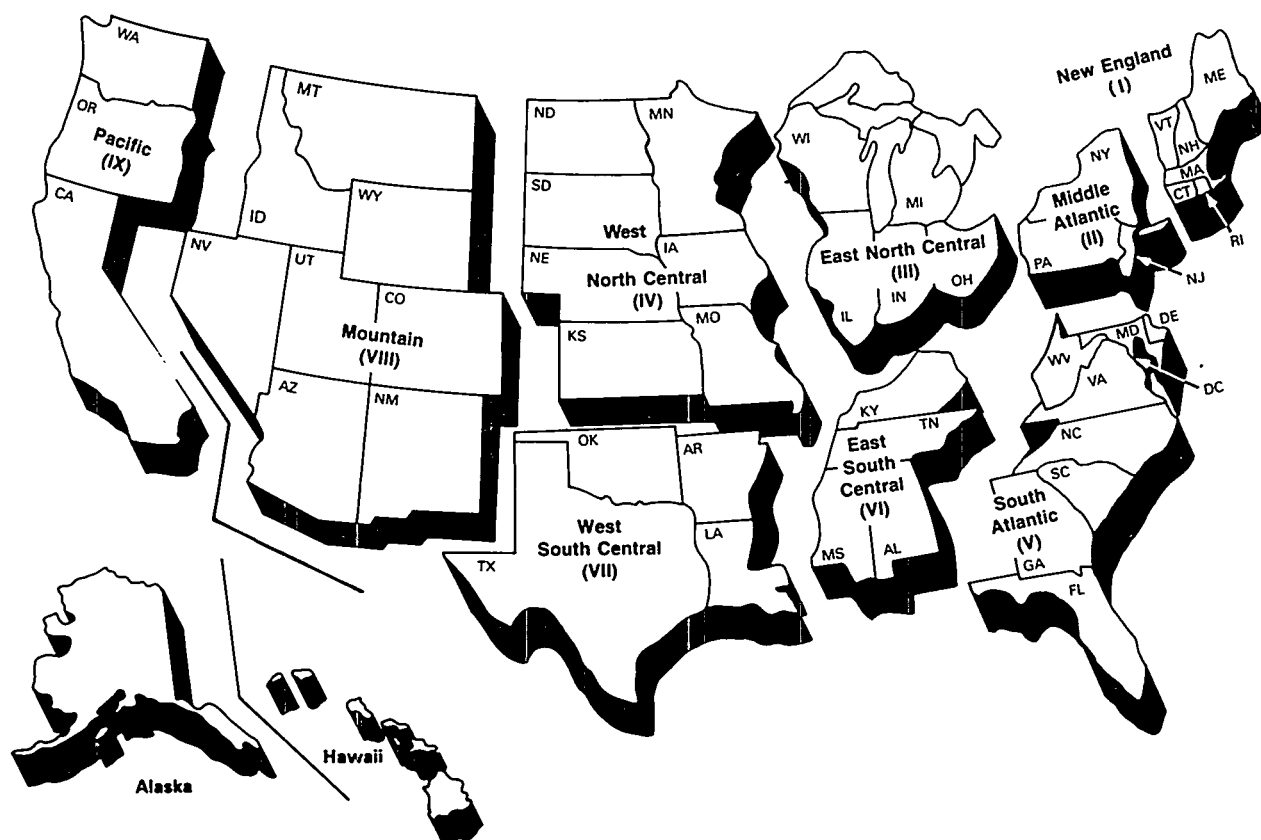 WA
OR
Pacific
(IX)
CA
MT
ID
WY
NV
UT
CO
Mountain
(VIII)
AZ
NM
ND
MN
SD
West
IA
NE
North Central
(IV)
KS
MO
WI
MI
East North Central
(III)
IL
IN
OH
New England
(I)
ME
VT
NH
MA
CT
RI
NY
Middle
Atlantic
(II)
PA
NJ
OK
AR
West
South Central
(VII)
TX
LA
KY
TN
East
South
Central
(VI)
MS
AL
DE
MD
WV
VA
DC
NC
SC
South
Atlantic
(V)
GA
FL
Alaska
Hawaii